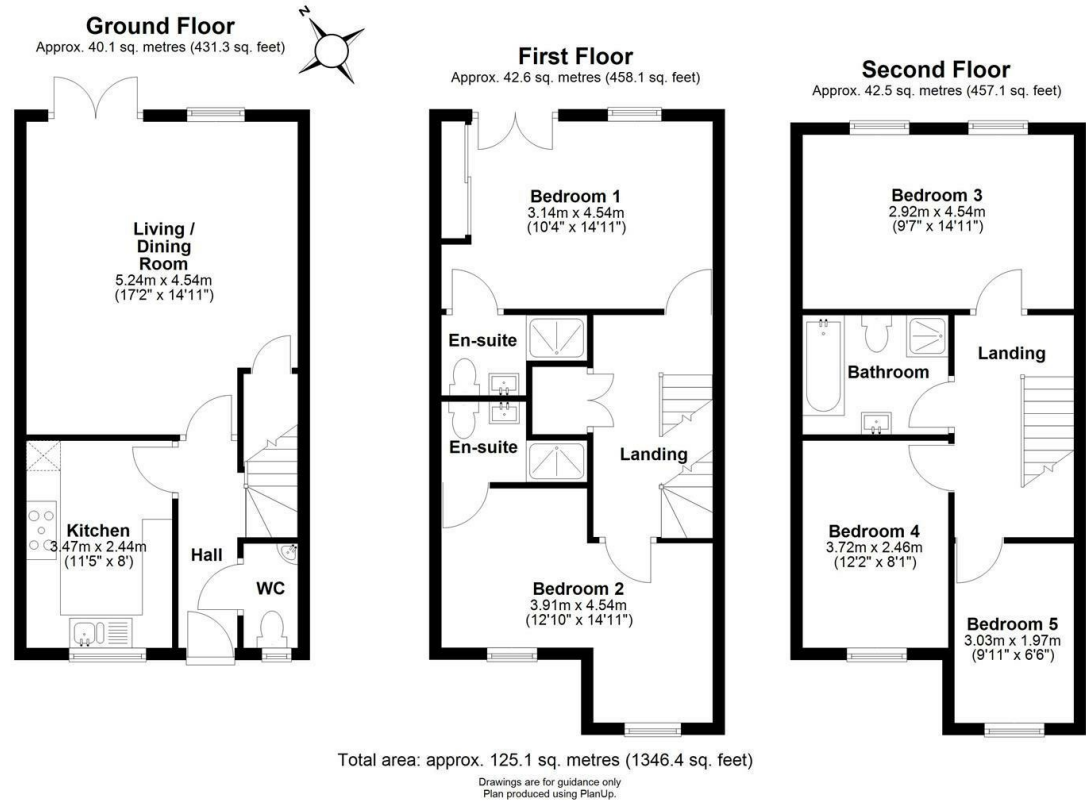 N
Ground Floor
Approx. 40.1 sq. metres (431.3 sq. feet)
Living /
Dining
Room
5.24m x 4.54m
(17'2" x 14'11")
Kitchen
3.47m x 2.44m
(11'5" x 8')
Hall
WC
First Floor
Approx. 42.6 sq. metres (458.1 sq. feet)
Bedroom 1
3.14m x 4.54m
(10'4" x 14'11")
En-suite
En-suite
Landing
Bedroom 2
3.91m x 4.54m
(12'10" x 14'11")
Second Floor
Approx. 42.5 sq. metres (457.1 sq. feet)
Bedroom 3
2.92m x 4.54m
(9'7" x 14'11")
Landing
Bathroom
Bedroom 4
3.72m x 2.46m
(12'2" x 8'1")
Bedroom 5
3.03m x 1.97m
(9'11" x 6'6")
Total area: approx. 125.1 sq. metres (1346.4 sq. feet)
Drawings are for guidance only
Plan produced using PlanUp.